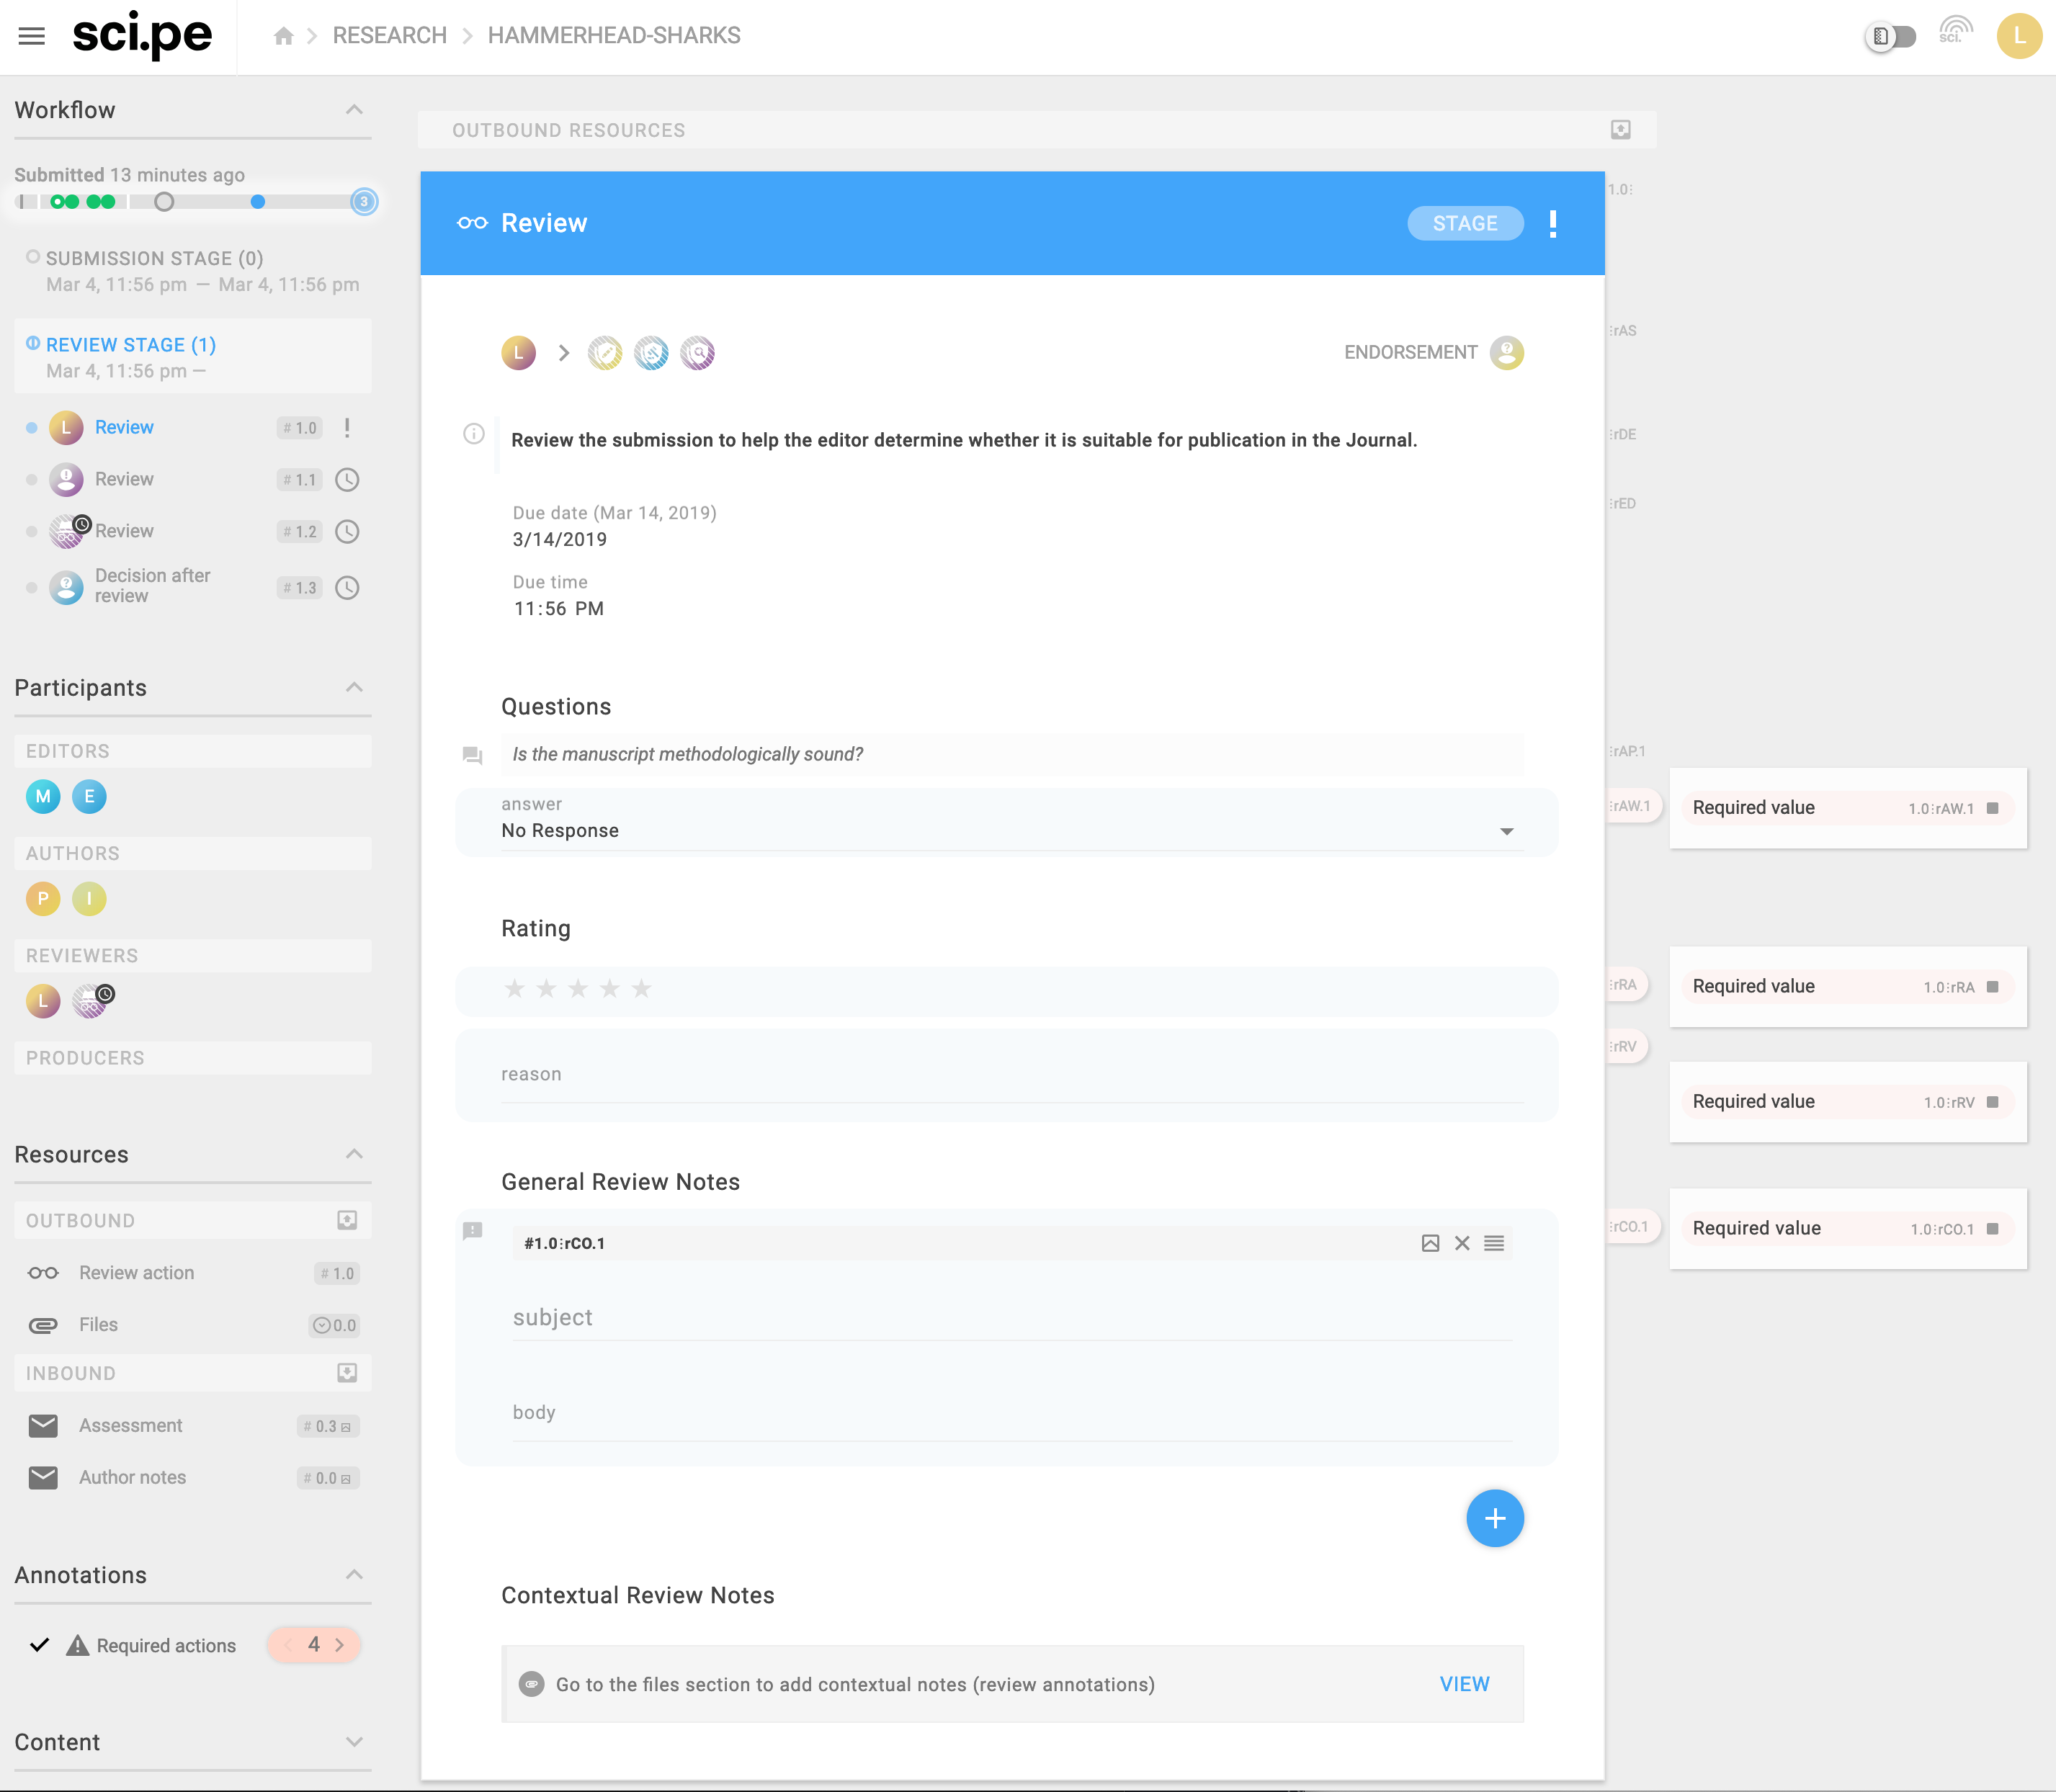 sci.pe
RESEARCH
HAMMERHEAD-SHARKS
sci.
L
Workflow
Submitted 13 minutes ago
3
SUBMISSION STAGE (0)
Mar 4, 11:56 pm — Mar 4, 11:56 pm
REVIEW STAGE (1)
Mar 4, 11:56 pm —
L Review # 1.0 !
Review # 1.1
Review # 1.2
Decision after
review
# 1.3
Participants
EDITORS
M E
AUTHORS
P I
REVIEWERS
L
PRODUCERS
Resources
OUTBOUND
Review action # 1.0
Files 0.0
INBOUND
Assessment # 0.3
Author notes # 0.0
Annotations
Required actions 4
Content
OUTBOUND RESOURCES
Review STAGE !
L
ENDORSEMENT
Review the submission to help the editor determine whether it is suitable for publication in the Journal.
Due date (Mar 14, 2019)
3/14/2019
Due time
11:56 PM
Questions
Is the manuscript methodologically sound?
answer
No Response
Rating
reason
General Review Notes
#1.0⁝rCO.1
subject
body
+
Contextual Review Notes
Go to the files section to add contextual notes (review annotations) VIEW
1.0⁝
⁝rAS
⁝rDE
⁝rED
⁝rAP.1
⁝rAW.1
Required value 1.0⁝rAW.1
⁝rRA
Required value 1.0⁝rRA
⁝rRV
Required value 1.0⁝rRV
⁝rCO.1
Required value 1.0⁝rCO.1